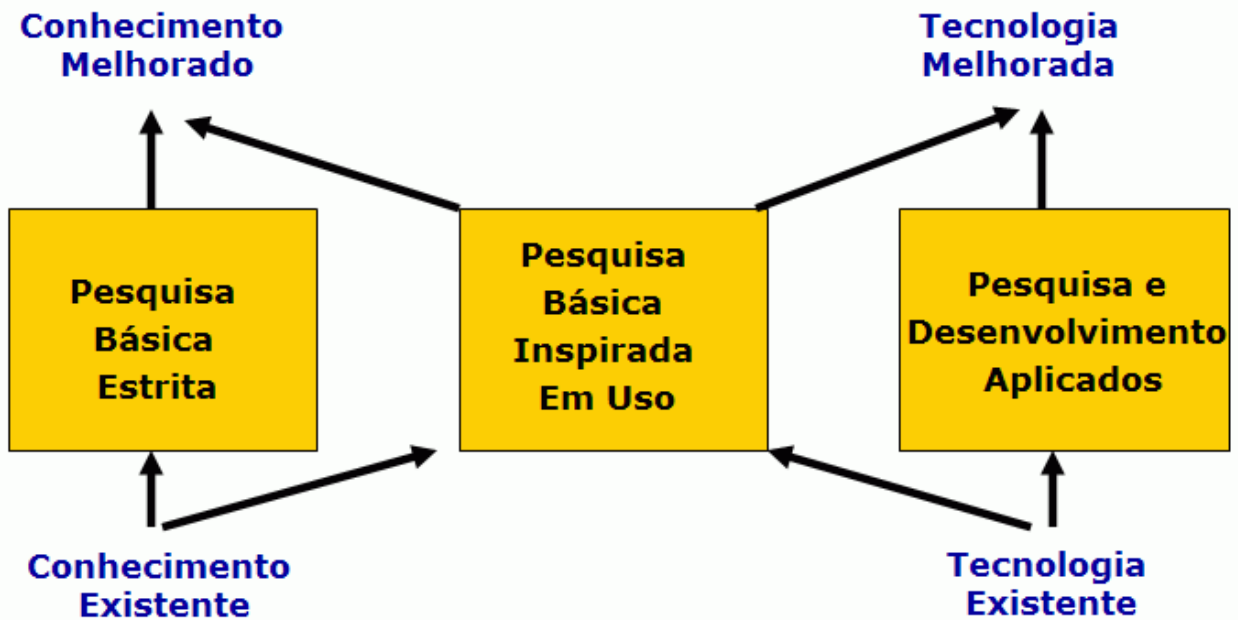 Conhecimento
Melhorado
Tecnologia
Melhorada
Pesquisa
Básica
Estrita
Pesquisa
Básica
Inspirada
Em Uso
Pesquisa e
Desenvolvimento
Aplicados
Conhecimento
Existente
Tecnologia
Existente